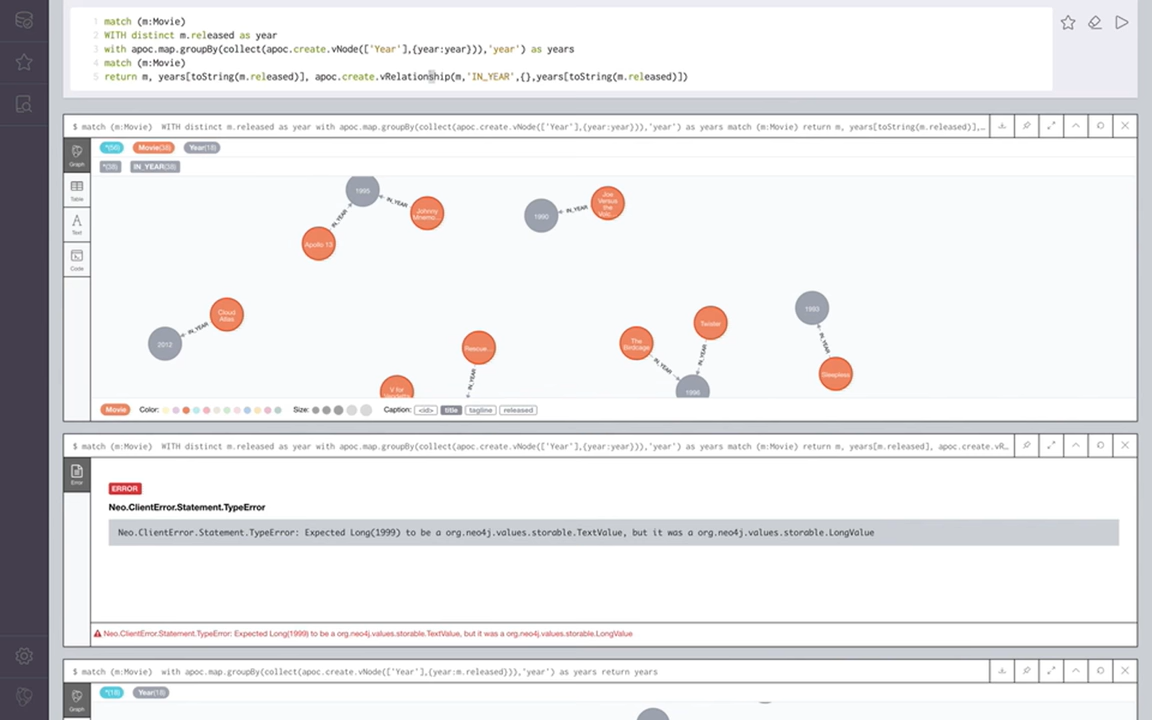 1 match (m:Movie)
2 WITH distinct m.released as year
3 with apoc.map.groupBy(collect(apoc.create.vNode(['Year'],{year:year})),'year') as years
4 match (m:Movie)
5 return m, years[toString(m.released)], apoc.create.vRelationship(m,'IN_YEAR',{},years[toString(m.released)])
$ match (m:Movie) WITH distinct m.released as year with apoc.map.groupBy(collect(apoc.create.vNode(['Year'],{year:year})),'year') as years match (m:Movie) return m, years[toString(m.released)],…
Graph
*(56) Movie(38) Year(18)
*(38) IN_YEAR(38)
Table
Text
Code
1995
IN_YEAR
Johnny Mnemo...
IN_YEAR
Apollo 13
1990
IN_YEAR
Joe Versus the Volc...
Cloud Atlas
IN_YEAR
2012
Rescue...
IN_YEAR
V for Vendetta
The Birdcage
IN_YEAR
Twister
IN_YEAR
1996
1993
IN_YEAR
Sleepless
Movie Color: Size: Caption: <id> title tagline released
$ match (m:Movie) WITH distinct m.released as year with apoc.map.groupBy(collect(apoc.create.vNode(['Year'],{year:year})),'year') as years match (m:Movie) return m, years[m.released], apoc.create.vR…
Error
ERROR
Neo.ClientError.Statement.TypeError
Neo.ClientError.Statement.TypeError: Expected Long(1999) to be a org.neo4j.values.storable.TextValue, but it was a org.neo4j.values.storable.LongValue
Neo.ClientError.Statement.TypeError: Expected Long(1999) to be a org.neo4j.values.storable.TextValue, but it was a org.neo4j.values.storable.LongValue
$ match (m:Movie) with apoc.map.groupBy(collect(apoc.create.vNode(['Year'],{year:m.released})),'year') as years return years
Graph
*(18) Year(18)